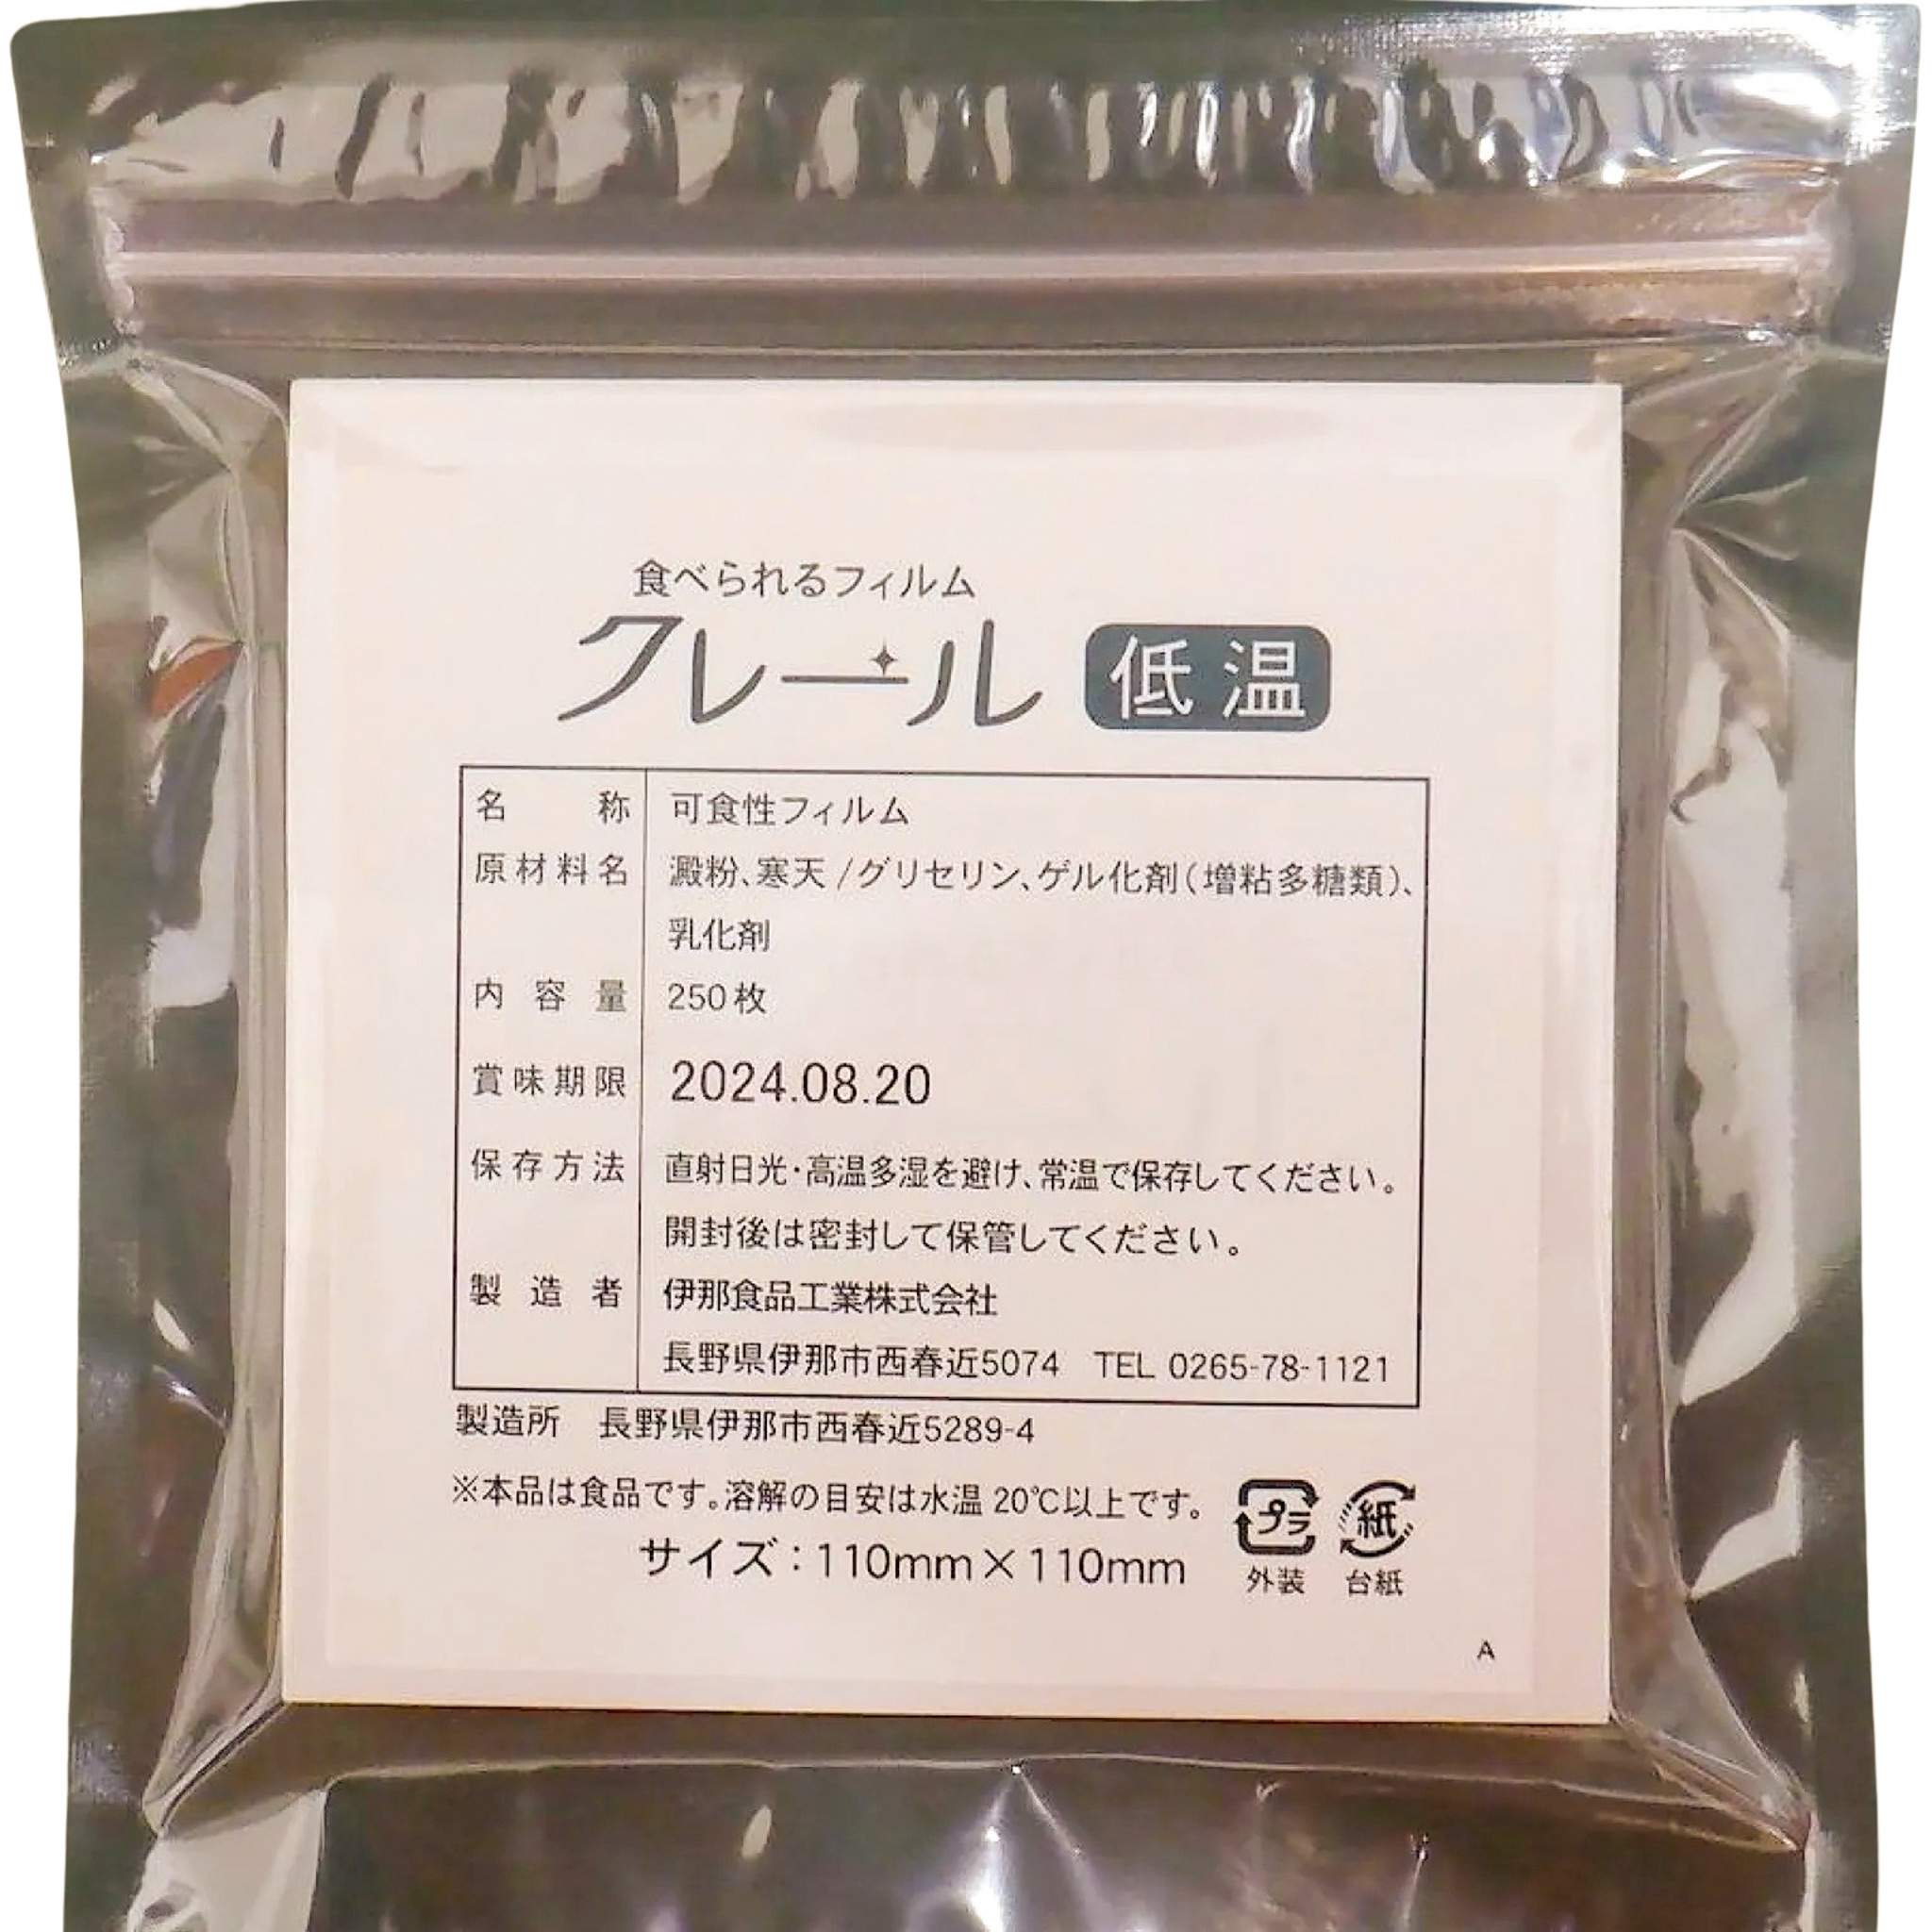 食べられるフィルム
クレール 低温
名称 可食性フィルム
原材料名 澱粉、寒天/グリセリン、ゲル化剤(増粘多糖類)、
乳化剤
内容量 250枚
賞味期限 2024.08.20
保存方法 直射日光・高温多湿を避け、常温で保存してください。
開封後は密封して保管してください。
製造者 伊那食品工業株式会社
長野県伊那市西春近5074 TEL 0265-78-1121
製造所 長野県伊那市西春近5289-4
※本品は食品です。溶解の目安は水温20℃以上です。
サイズ:110mm×110mm
プラ 紙
外装 台紙
A